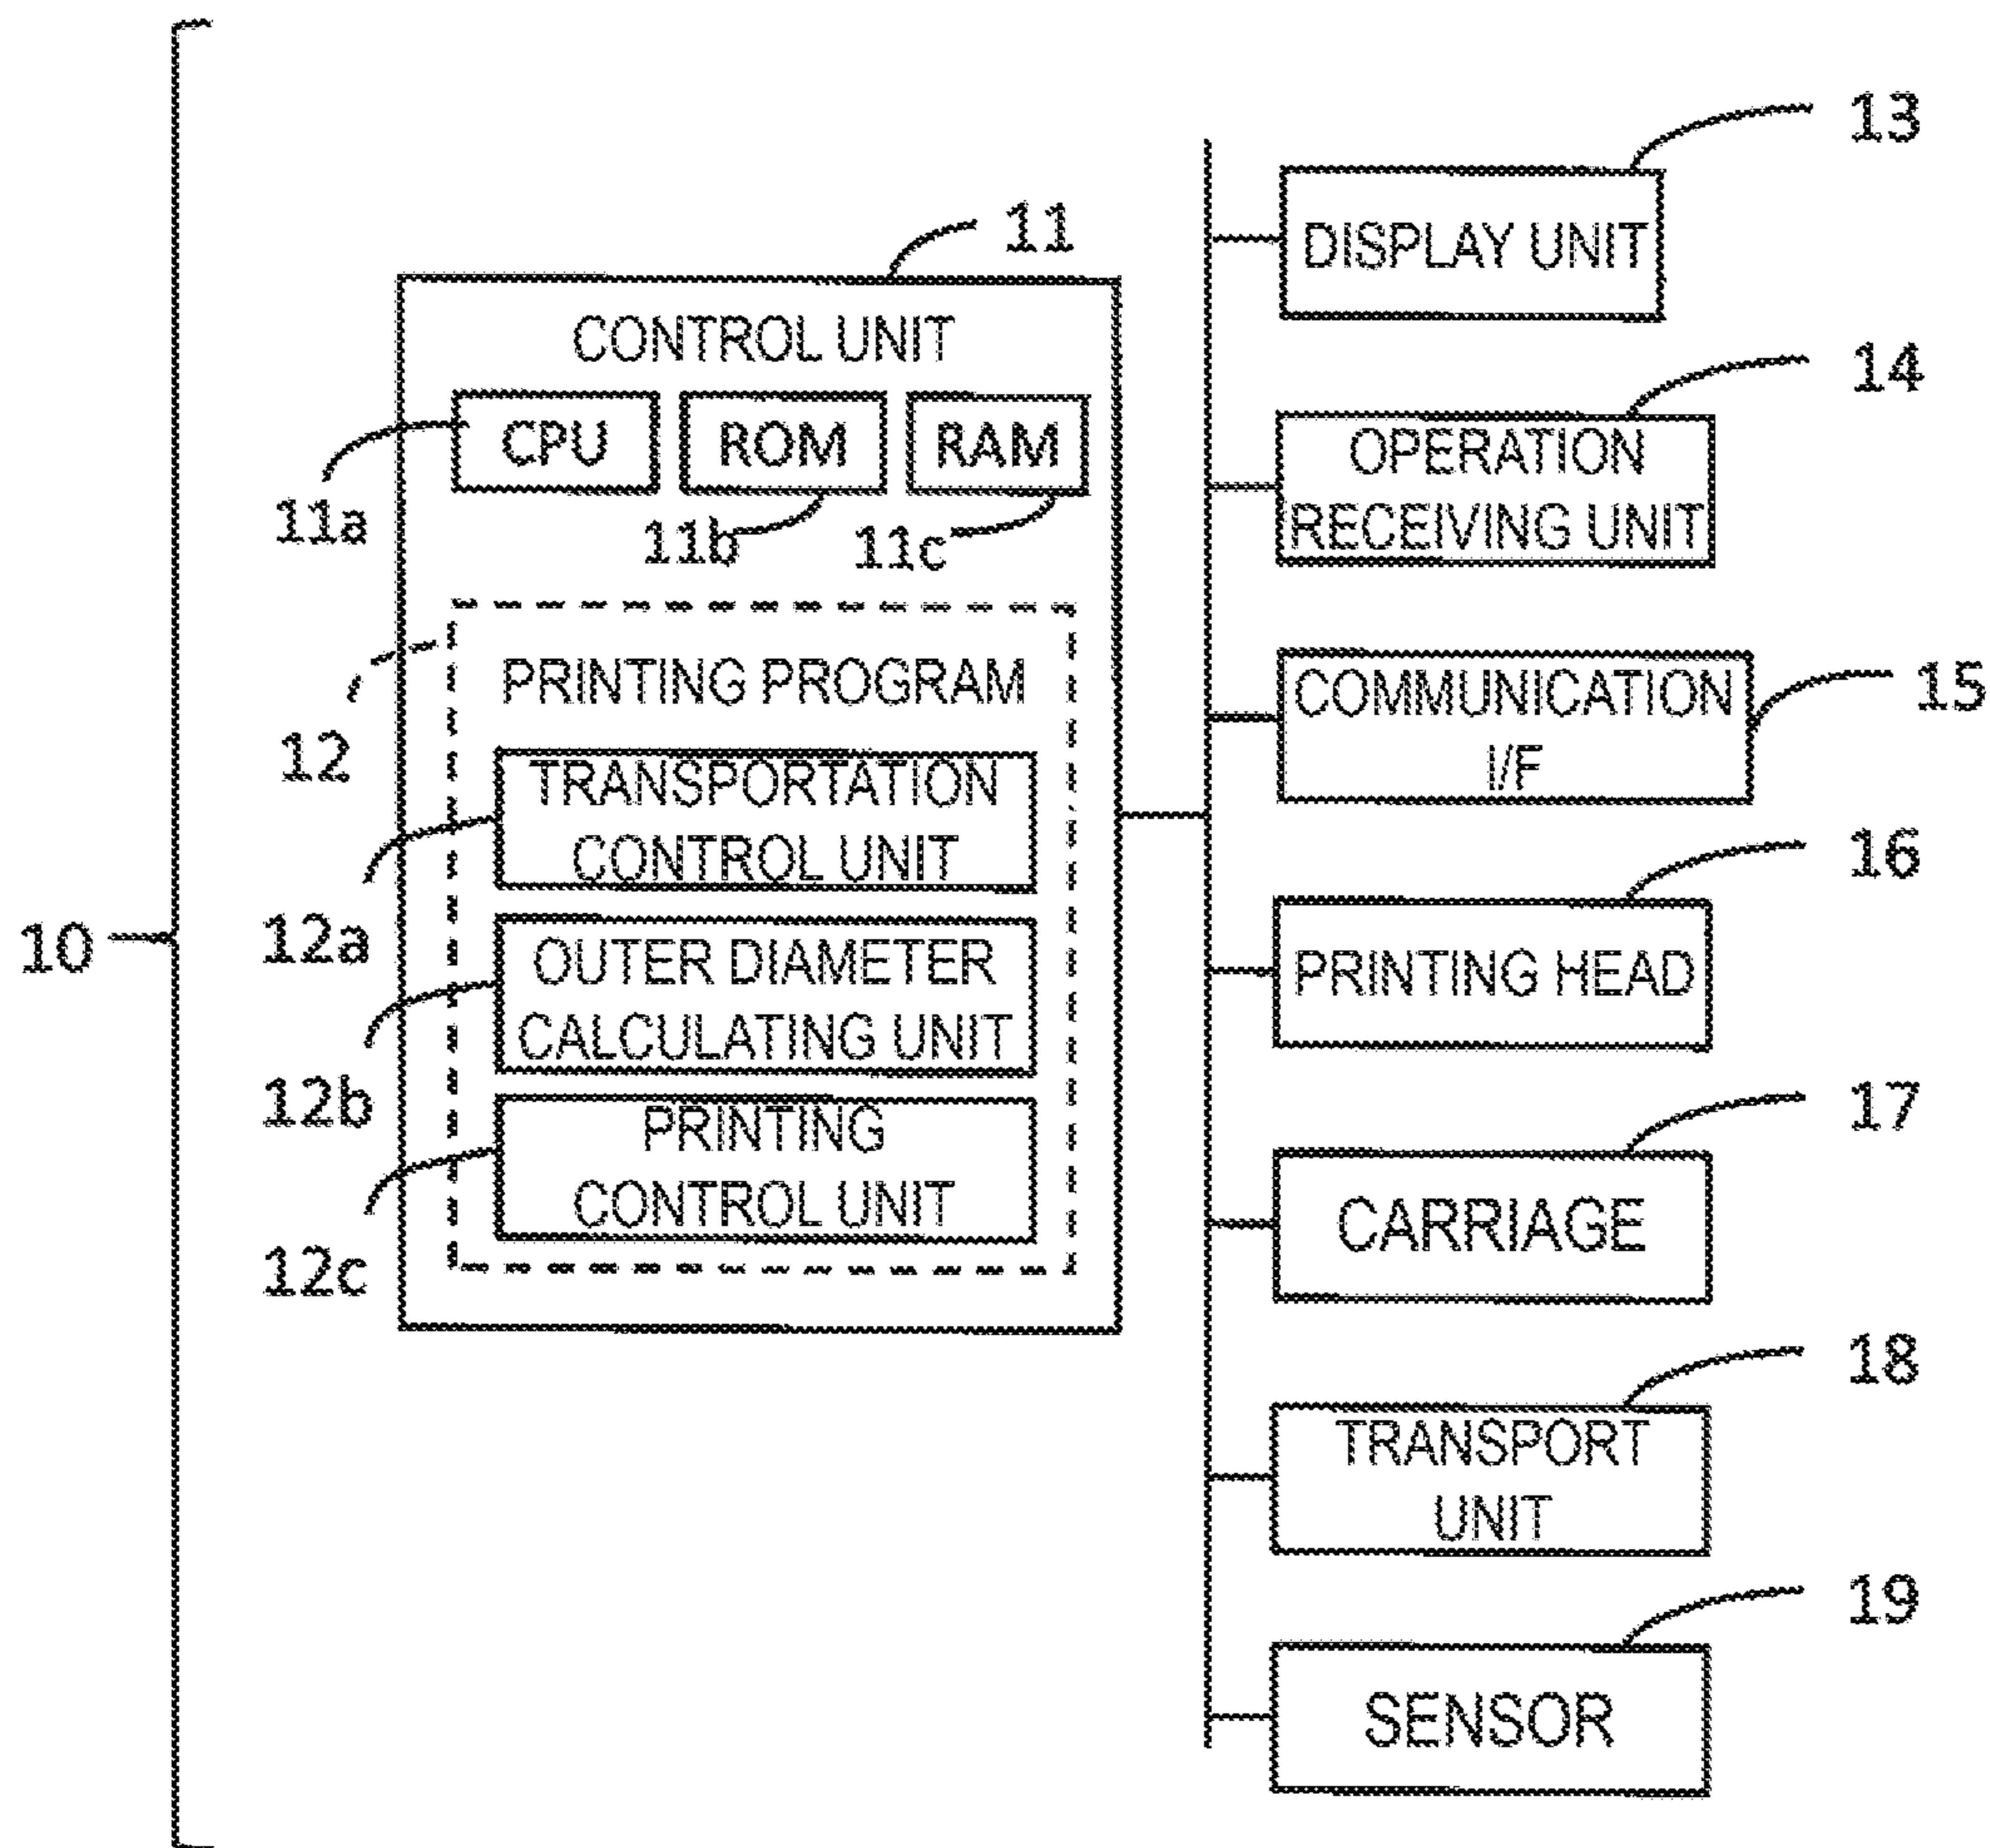 10
11
CONTROL UNIT
CPU
ROM
RAM
11a
11b
11c
12
PRINTING PROGRAM
TRANSPORTATION
CONTROL UNIT
12a
OUTER DIAMETER
CALCULATING UNIT
12b
PRINTING
CONTROL UNIT
12c
13
DISPLAY UNIT
14
OPERATION
RECEIVING UNIT
15
COMMUNICATION
I/F
16
PRINTING HEAD
17
CARRIAGE
18
TRANSPORT
UNIT
19
SENSOR